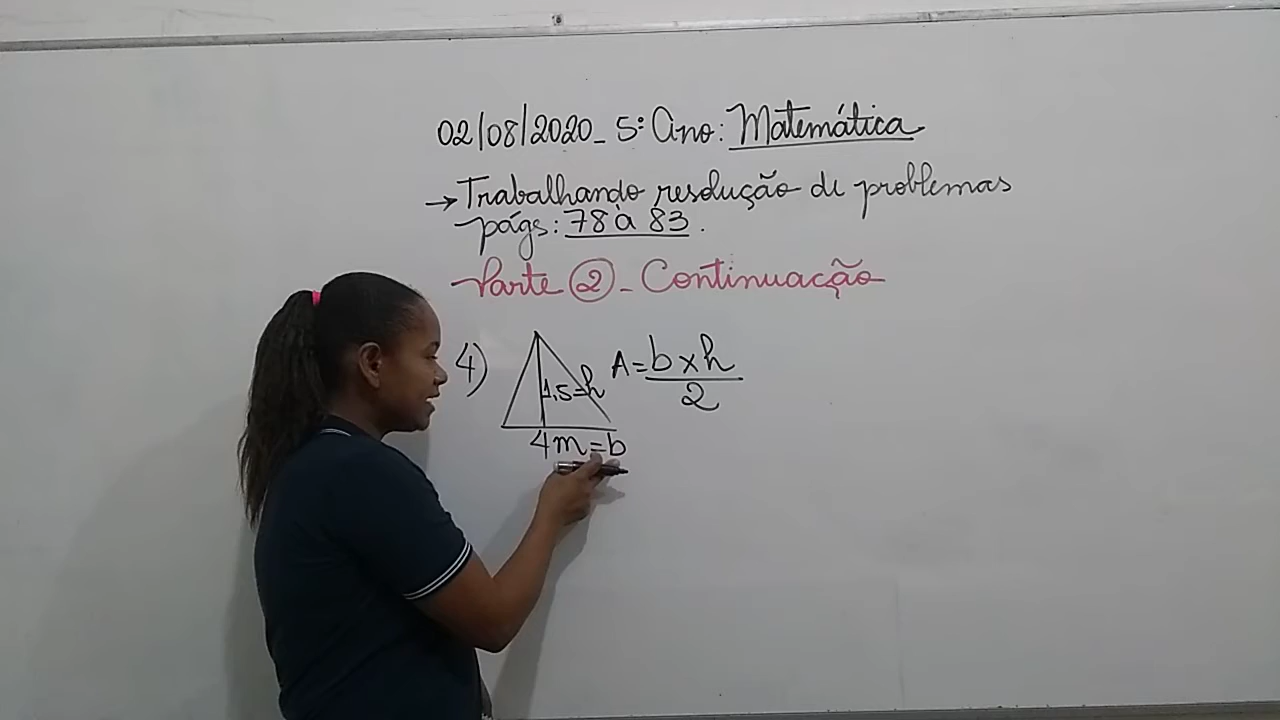 02/08/2020_ 5º Ano: Matemática
→ Trabalhando resolução de problemas
págs: 78 à 83.
Parte ② _ Continuação
4)
1,5=h
4m=b
A= b x h
2